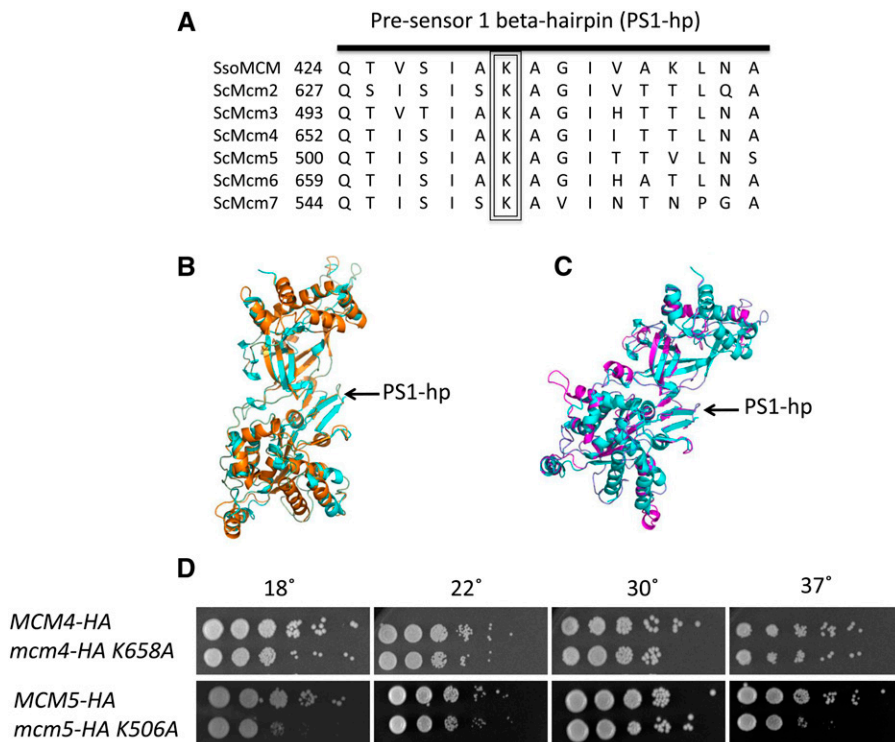 A
Pre-sensor 1 beta-hairpin (PS1-hp)
SsoMCM 424 Q T V S I A K A G I V A K L N A
ScMcm2 627 Q S I S I S K A G I V T T L Q A
ScMcm3 493 Q T V T I A K A G I H T T L N A
ScMcm4 652 Q T I S I A K A G I I T T L N A
ScMcm5 500 Q T I S I A K A G I T T V L N S
ScMcm6 659 Q T I S I A K A G I H A T L N A
ScMcm7 544 Q T I S I S K A V I N T N P G A
B
C
PS1-hp
PS1-hp
D
18˚ 22˚ 30˚ 37˚
MCM4-HA
mcm4-HA K658A
MCM5-HA
mcm5-HA K506A